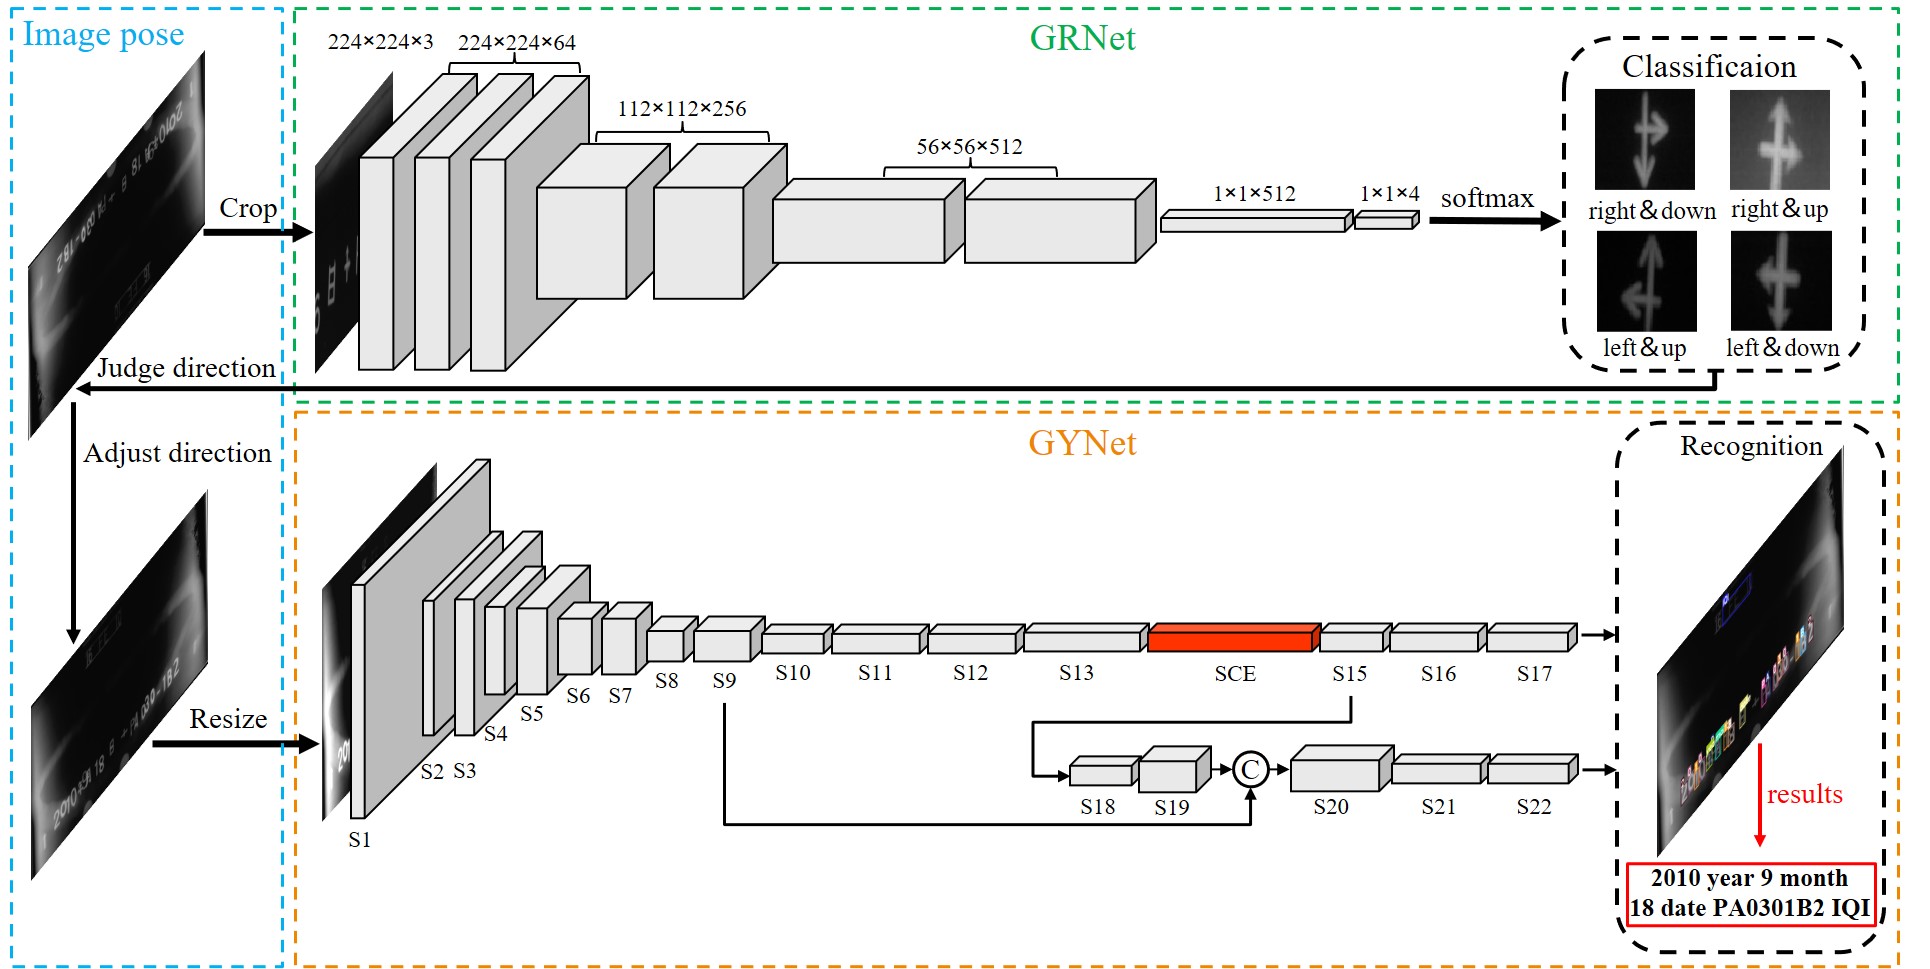 Image pose
GRNet
224×224×3
224×224×64
112×112×256
56×56×512
1×1×512
1×1×4
softmax
Crop
Classificaion
right&down
right&up
left&up
left&down
Judge direction
Adjust direction
Resize
GYNet
Recognition
S1
S2
S3
S4
S5
S6
S7
S8
S9
S10
S11
S12
S13
SCE
S15
S16
S17
S18
S19
C
S20
S21
S22
results
2010 year 9 month
18 date PA0301B2 IQI